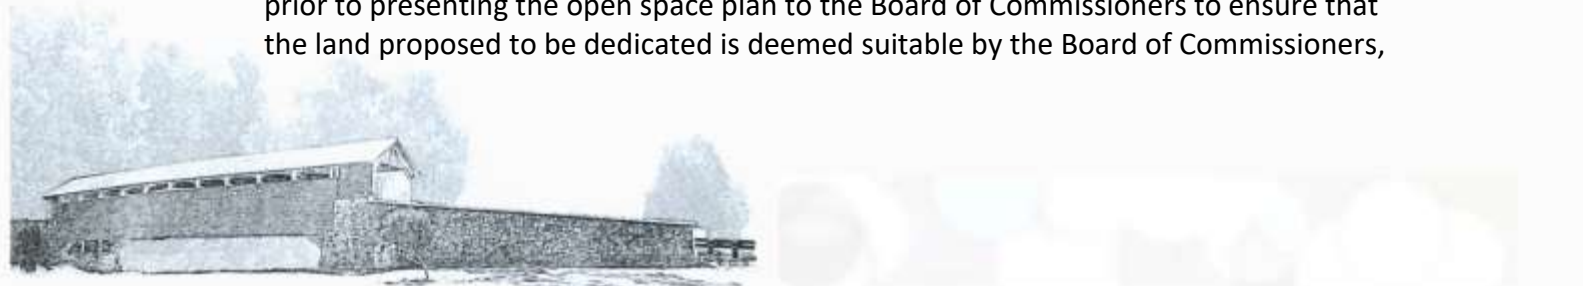 prior to presenting the open space plan to the Board of Commissioners to ensure that
the land proposed to be dedicated is deemed suitable by the Board of Commissioners,